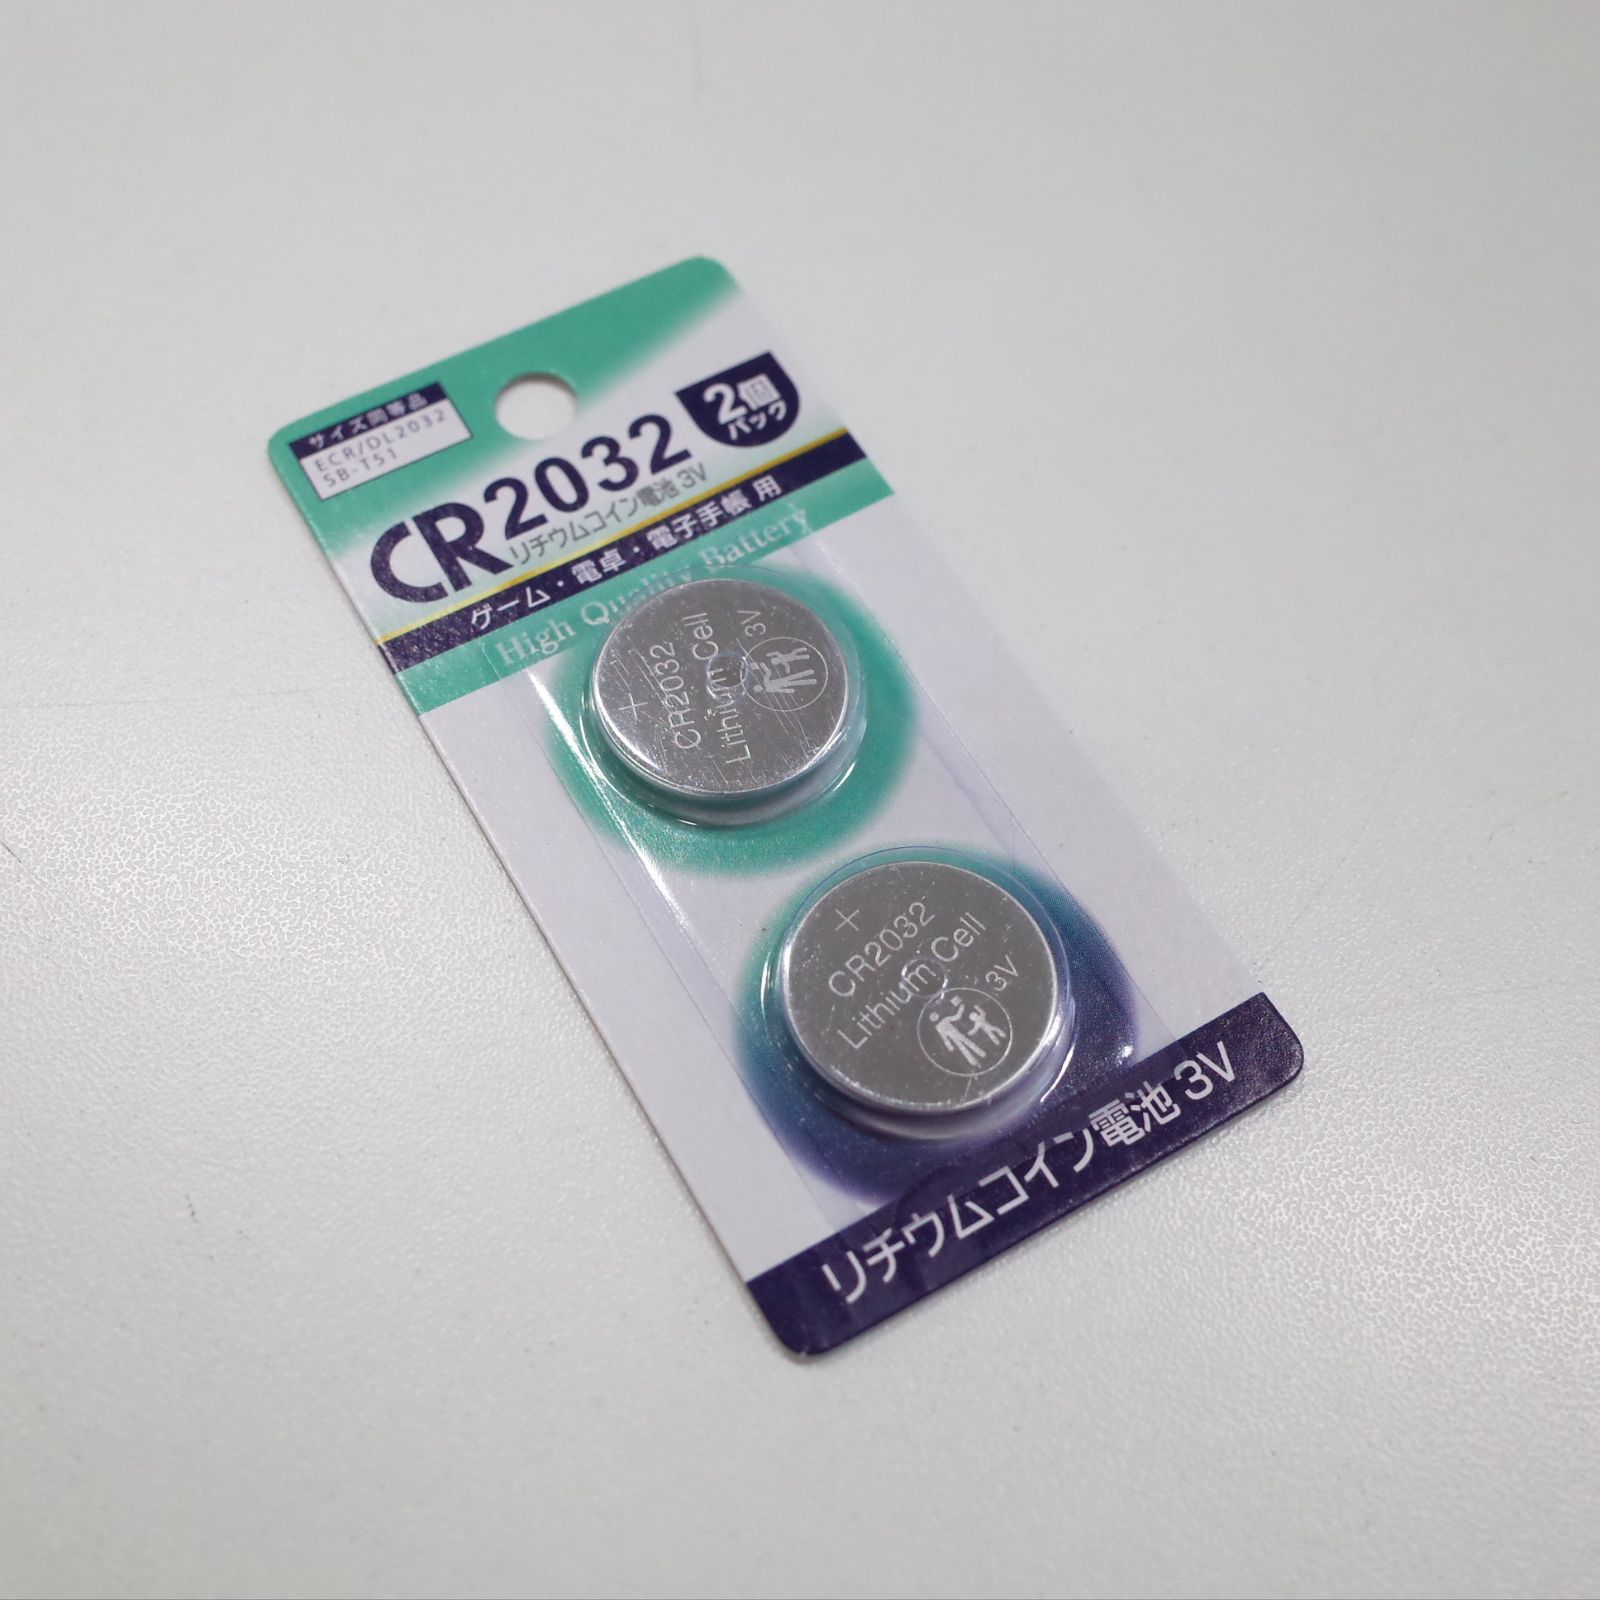 サイズ同等品
ECR/DL2032
SB-T51
2個
パック
CR2032
リチウムコイン電池 3V
ゲーム・電卓・電子手帳 用
High Quality Battery
+
CR2032
Lithium Cell
3V
+
CR2032
Lithium Cell
3V
リチウムコイン電池 3V